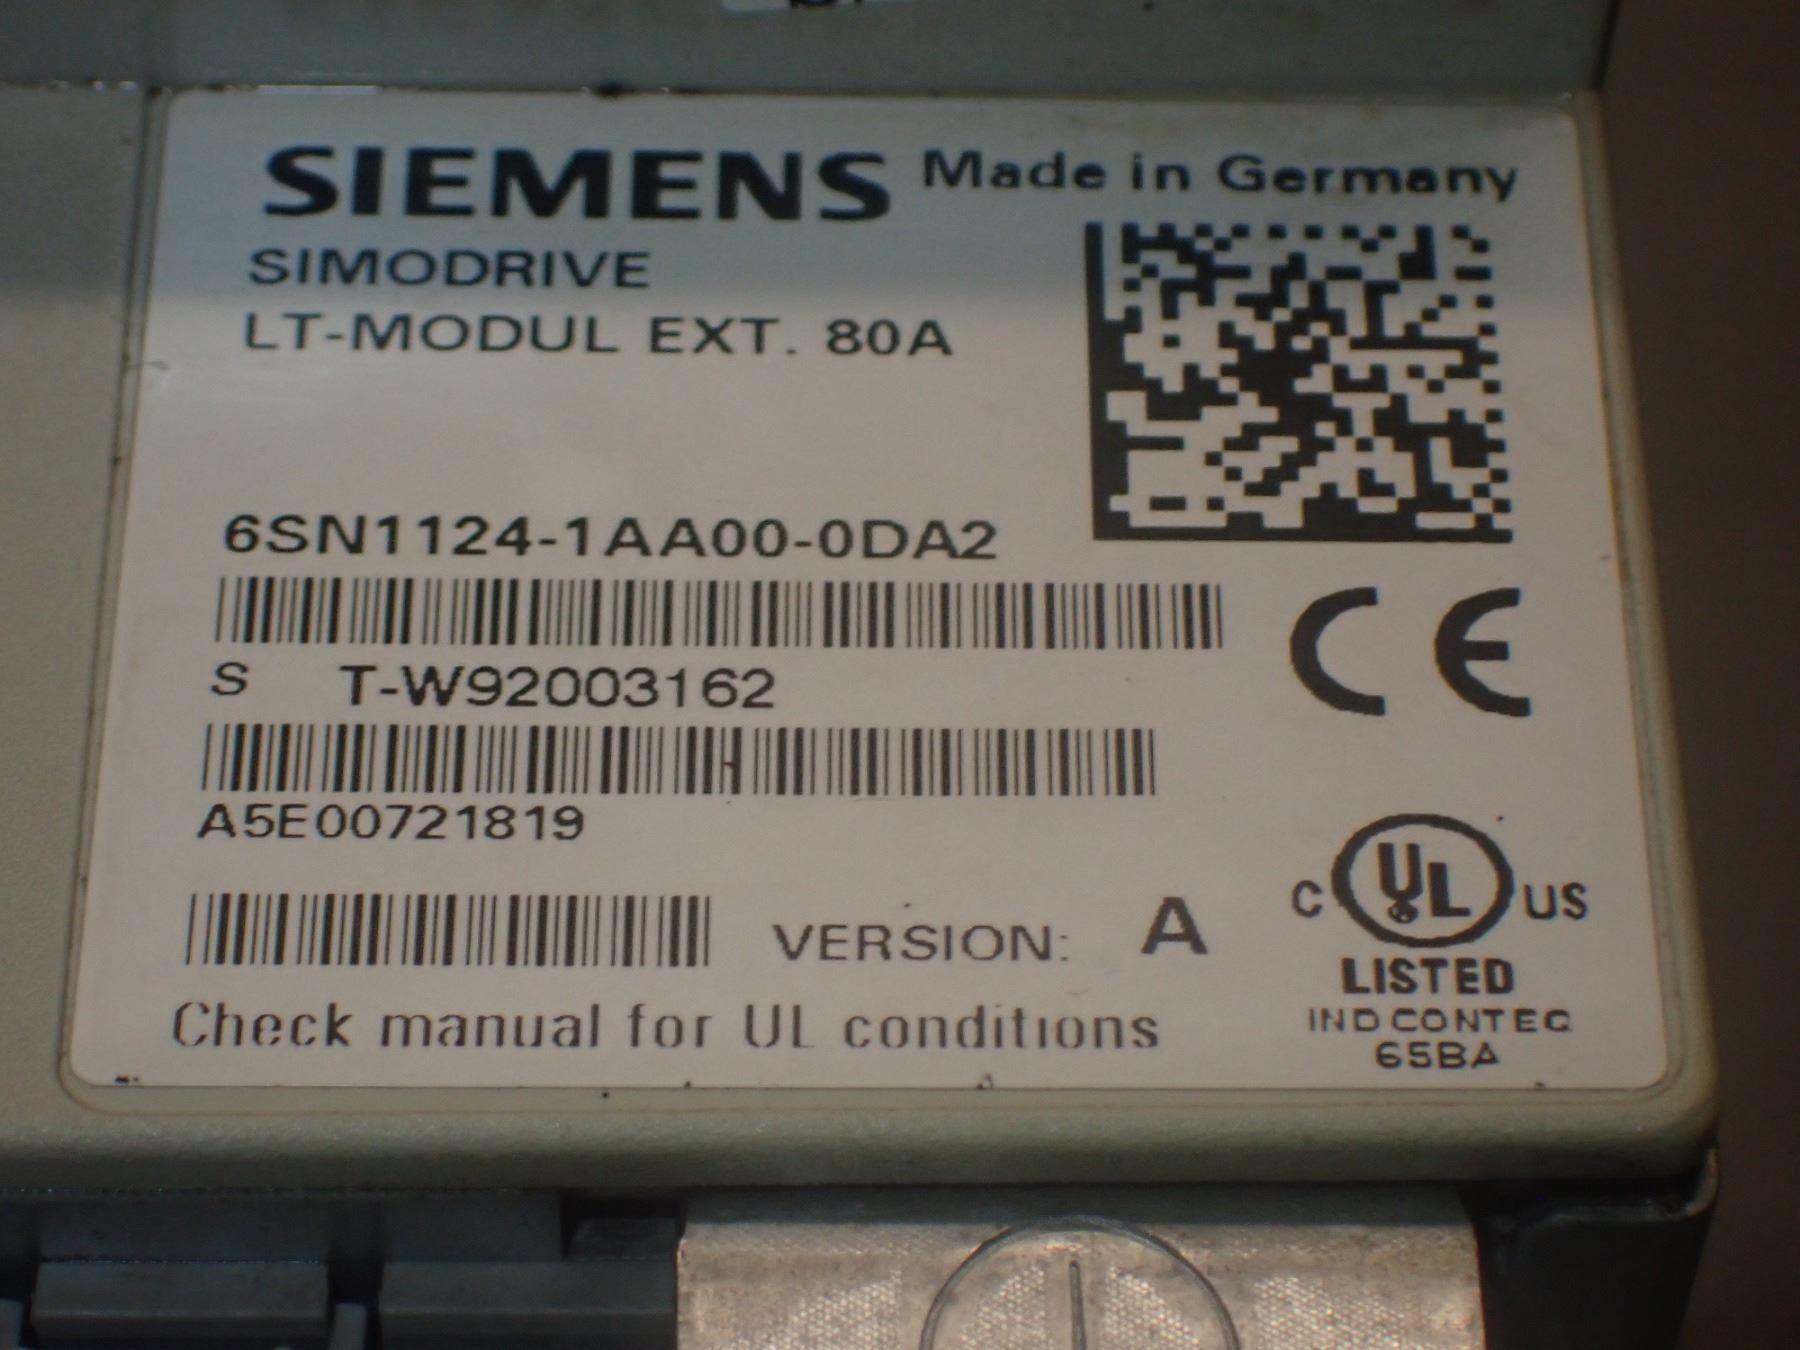 SIEMENS Made in Germany
SIMODRIVE
LT-MODUL EXT. 80A
6SN1124-1AA00-0DA2
S T-W92003162
A5E00721819
VERSION: A
Check manual for UL conditions
CE
C UL US
LISTED
IND CONT EQ
65BA